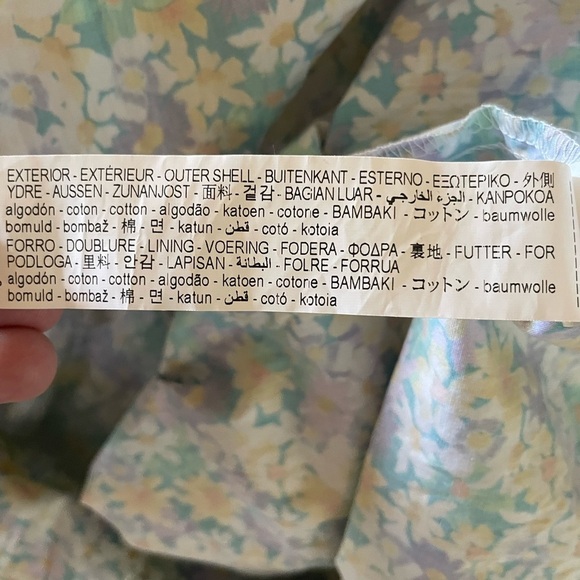 EXTERIOR - EXTÉRIEUR - OUTER SHELL - BUITENKANT - ESTERNO - ΕΞΩΤΕΡΙΚΟ - 外側
YDRE - AUSSEN - ZUNANJOST - 面料 - 겉감 - BAGIAN LUAR - الجزء الخارجي - KANPOKOA
algodón - coton - cotton - algodão - katoen - cotone - BAMBAKI - コットン - baumwolle
bomuld - bombaž - 棉 - 면 - katun - قطن - cotó - kotoia
FORRO - DOUBLURE - LINING - VOERING - FODERA - ΦΟΔΡΑ - 裏地 - FUTTER - FOR
PODLOGA - 里料 - 안감 - LAPISAN - البطانة - FOLRE - FORRUA
algodón - coton - cotton - algodão - katoen - cotone - BAMBAKI - コットン - baumwolle
bomuld - bombaž - 棉 - 면 - katun - قطن - cotó - kotoia